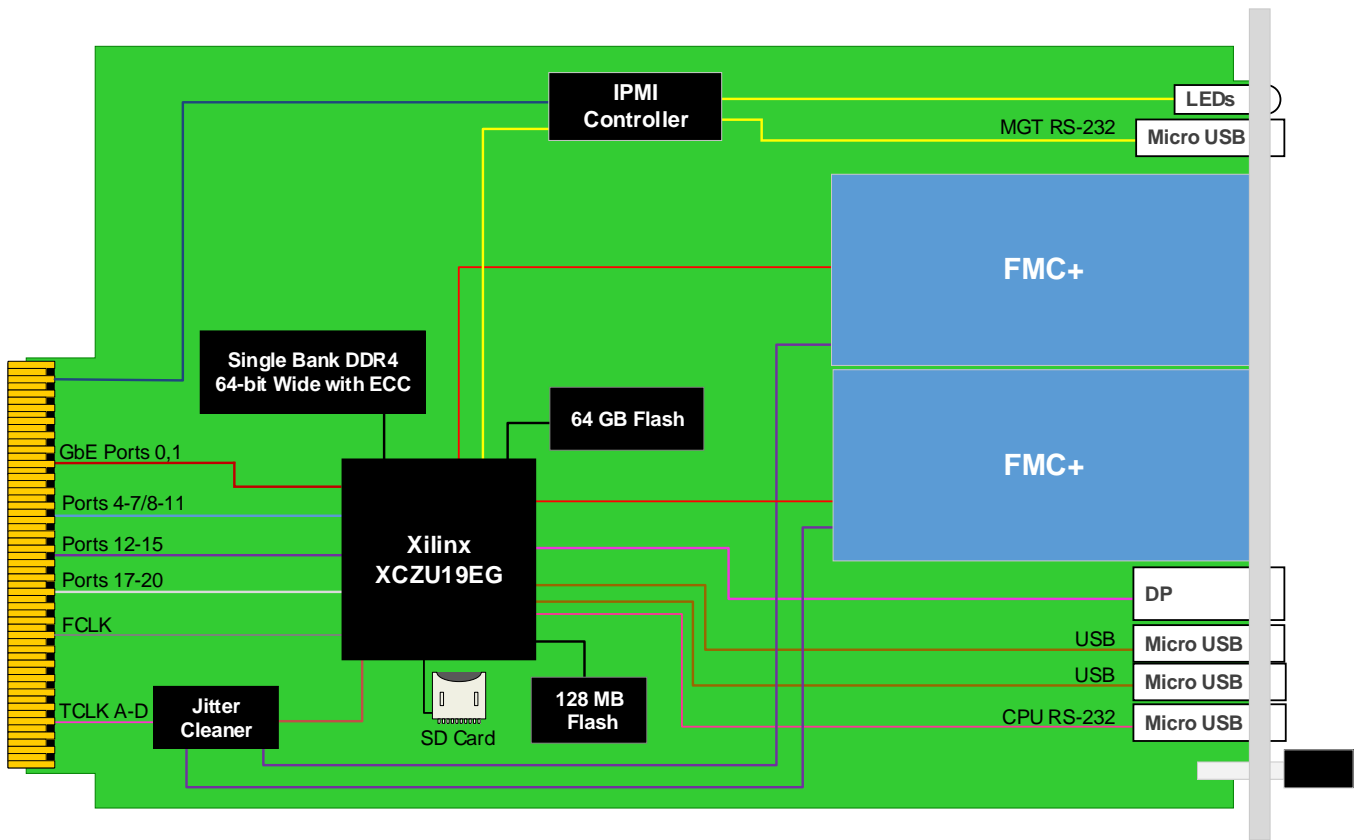 IPMI
Controller
LEDs
MGT RS-232
Micro USB
FMC+
Single Bank DDR4
64-bit Wide with ECC
64 GB Flash
GbE Ports 0,1
FMC+
Ports 4-7/8-11
Ports 12-15
Xilinx
XCZU19EG
Ports 17-20
DP
FCLK
USB
Micro USB
USB
Micro USB
TCLK A-D
Jitter
Cleaner
SD Card
128 MB
Flash
CPU RS-232
Micro USB